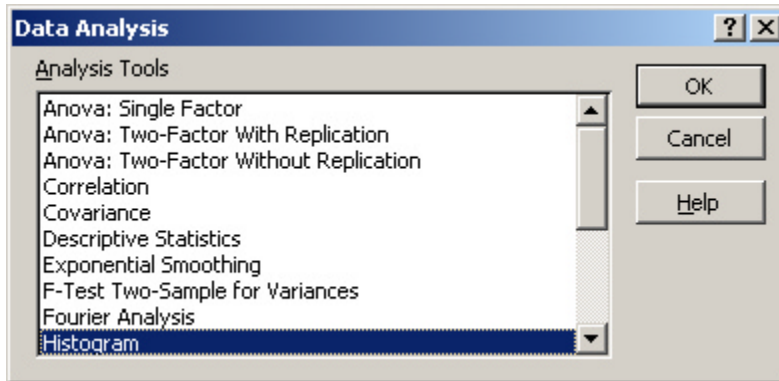 Data Analysis
Analysis Tools
Anova: Single Factor
Anova: Two-Factor With Replication
Anova: Two-Factor Without Replication
Correlation
Covariance
Descriptive Statistics
Exponential Smoothing
F-Test Two-Sample for Variances
Fourier Analysis
Histogram
OK
Cancel
Help